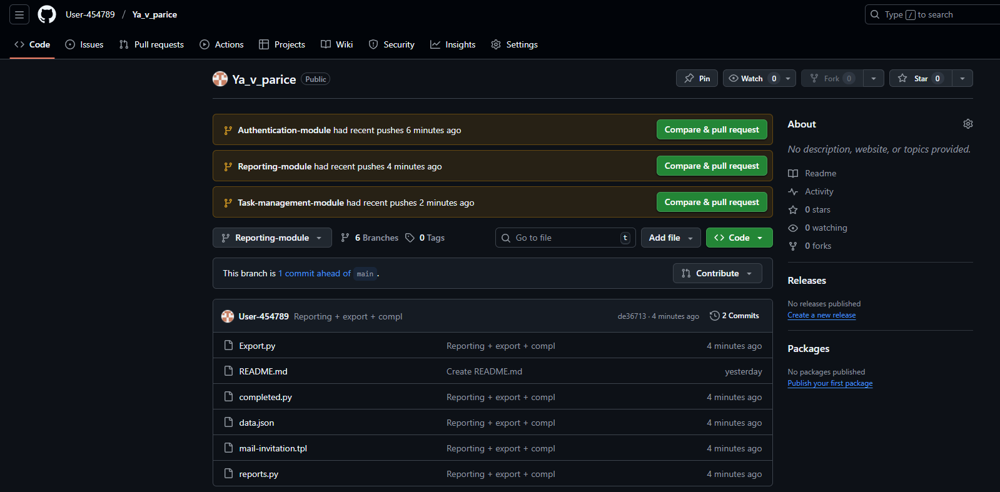 User-454789 / Ya_v_parice
Type / to search
Code Issues Pull requests Actions Projects Wiki Security Insights Settings
Ya_v_parice Public
Pin Watch 0 Fork 0 Star 0
Authentication-module had recent pushes 6 minutes ago
Compare & pull request
Reporting-module had recent pushes 4 minutes ago
Compare & pull request
Task-management-module had recent pushes 2 minutes ago
Compare & pull request
Reporting-module 6 Branches 0 Tags
Go to file t
Add file
Code
This branch is 1 commit ahead of main .
Contribute
User-454789 Reporting + export + compl de36713 · 4 minutes ago 2 Commits
Export.py Reporting + export + compl 4 minutes ago
README.md Create README.md yesterday
completed.py Reporting + export + compl 4 minutes ago
data.json Reporting + export + compl 4 minutes ago
mail-invitation.tpl Reporting + export + compl 4 minutes ago
reports.py Reporting + export + compl 4 minutes ago
About
No description, website, or topics provided.
Readme
Activity
0 stars
0 watching
0 forks
Releases
No releases published
Create a new release
Packages
No packages published
Publish your first package